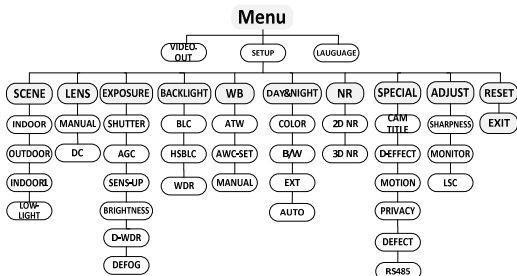 Menu
VIDEO-OUT
SETUP
LAUGUAGE
SCENE
LENS
EXPOSURE
BACKLIGHT
WB
DAY&NIGHT
NR
SPECIAL
ADJUST
RESET
INDOOR
MANUAL
SHUTTER
BLC
ATW
COLOR
2D NR
CAM TITLE
SHARPNESS
EXIT
OUTDOOR
DC
AGC
HSBLC
AWC-SET
B/W
3D NR
D-EFFECT
MONITOR
INDOOR1
SENS-UP
WDR
MANUAL
EXT
MOTION
LSC
LOW-LIGHT
BRIGHTNESS
AUTO
PRIVACY
D-WDR
DEFECT
DEFOG
RS485